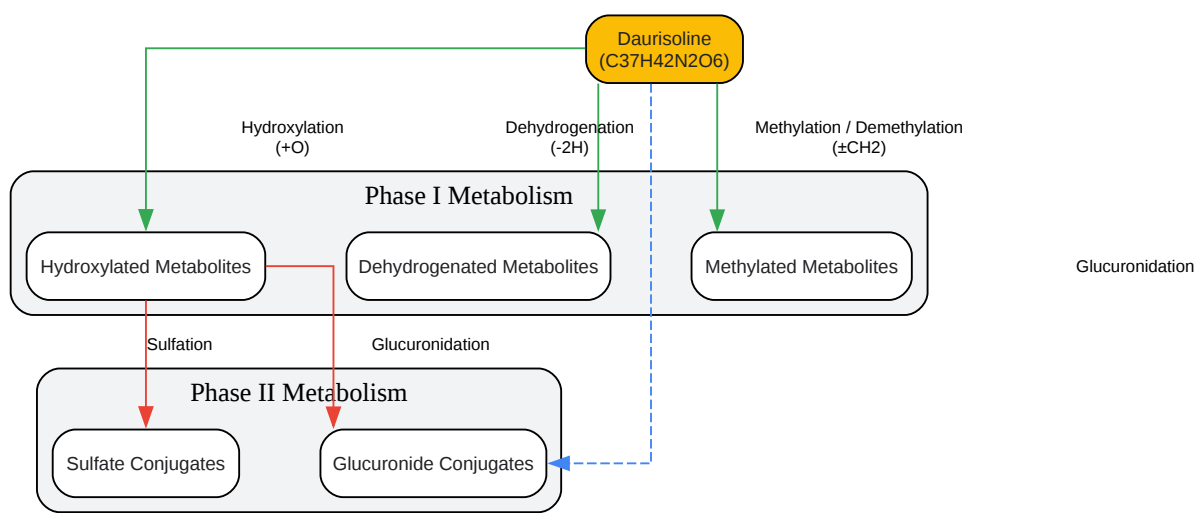 Daurisoline
(C37H42N2O6)
Hydroxylation
(+O)
Dehydrogenation
(-2H)
Methylation / Demethylation
(±CH2)
Phase I Metabolism
Hydroxylated Metabolites
Dehydrogenated Metabolites
Methylated Metabolites
Glucuronidation
Sulfation
Glucuronidation
Phase II Metabolism
Sulfate Conjugates
Glucuronide Conjugates